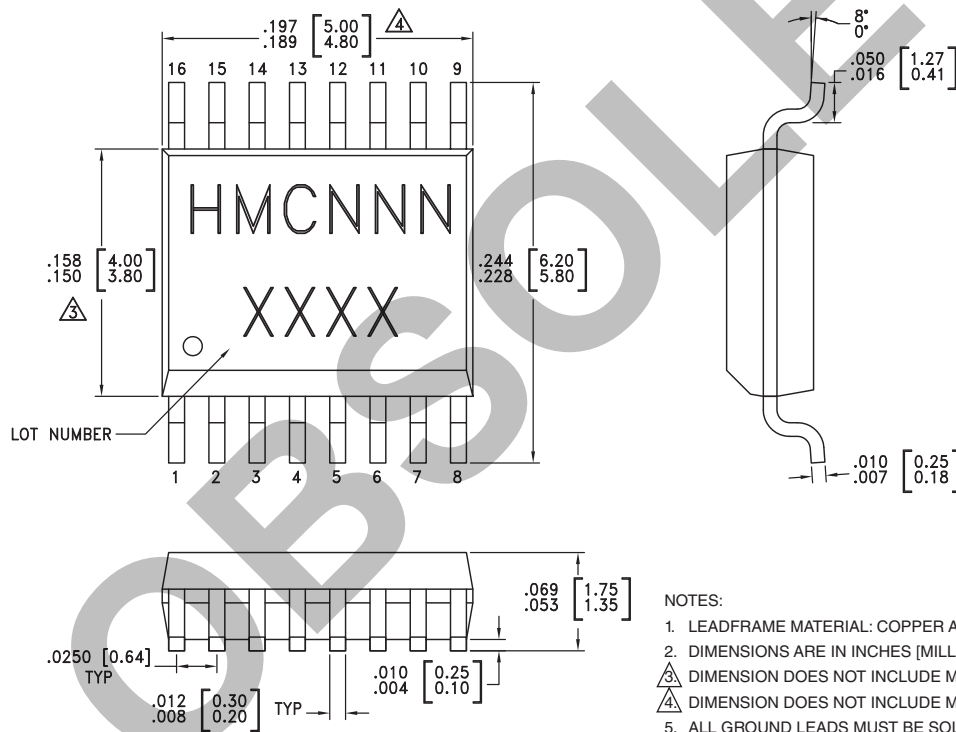 .197 [5.00]
.189 [4.80] 4
16 15 14 13 12 11 10 9
8°
0°
.050 [1.27]
.016 [0.41]
HMCNNN
XXXX
.158 [4.00]
.150 [3.80]
3
.244 [6.20]
.228 [5.80]
LOT NUMBER
1 2 3 4 5 6 7 8
.010 [0.25]
.007 [0.18]
.069 [1.75]
.053 [1.35]
.0250 [0.64]
TYP
.012 [0.30]
.008 [0.20]
TYP
.010 [0.25]
.004 [0.10]
NOTES:
1. LEADFRAME MATERIAL: COPPER A
2. DIMENSIONS ARE IN INCHES [MILL
3. DIMENSION DOES NOT INCLUDE M
4. DIMENSION DOES NOT INCLUDE M
5. ALL GROUND LEADS MUST BE SOL
OBSOLE